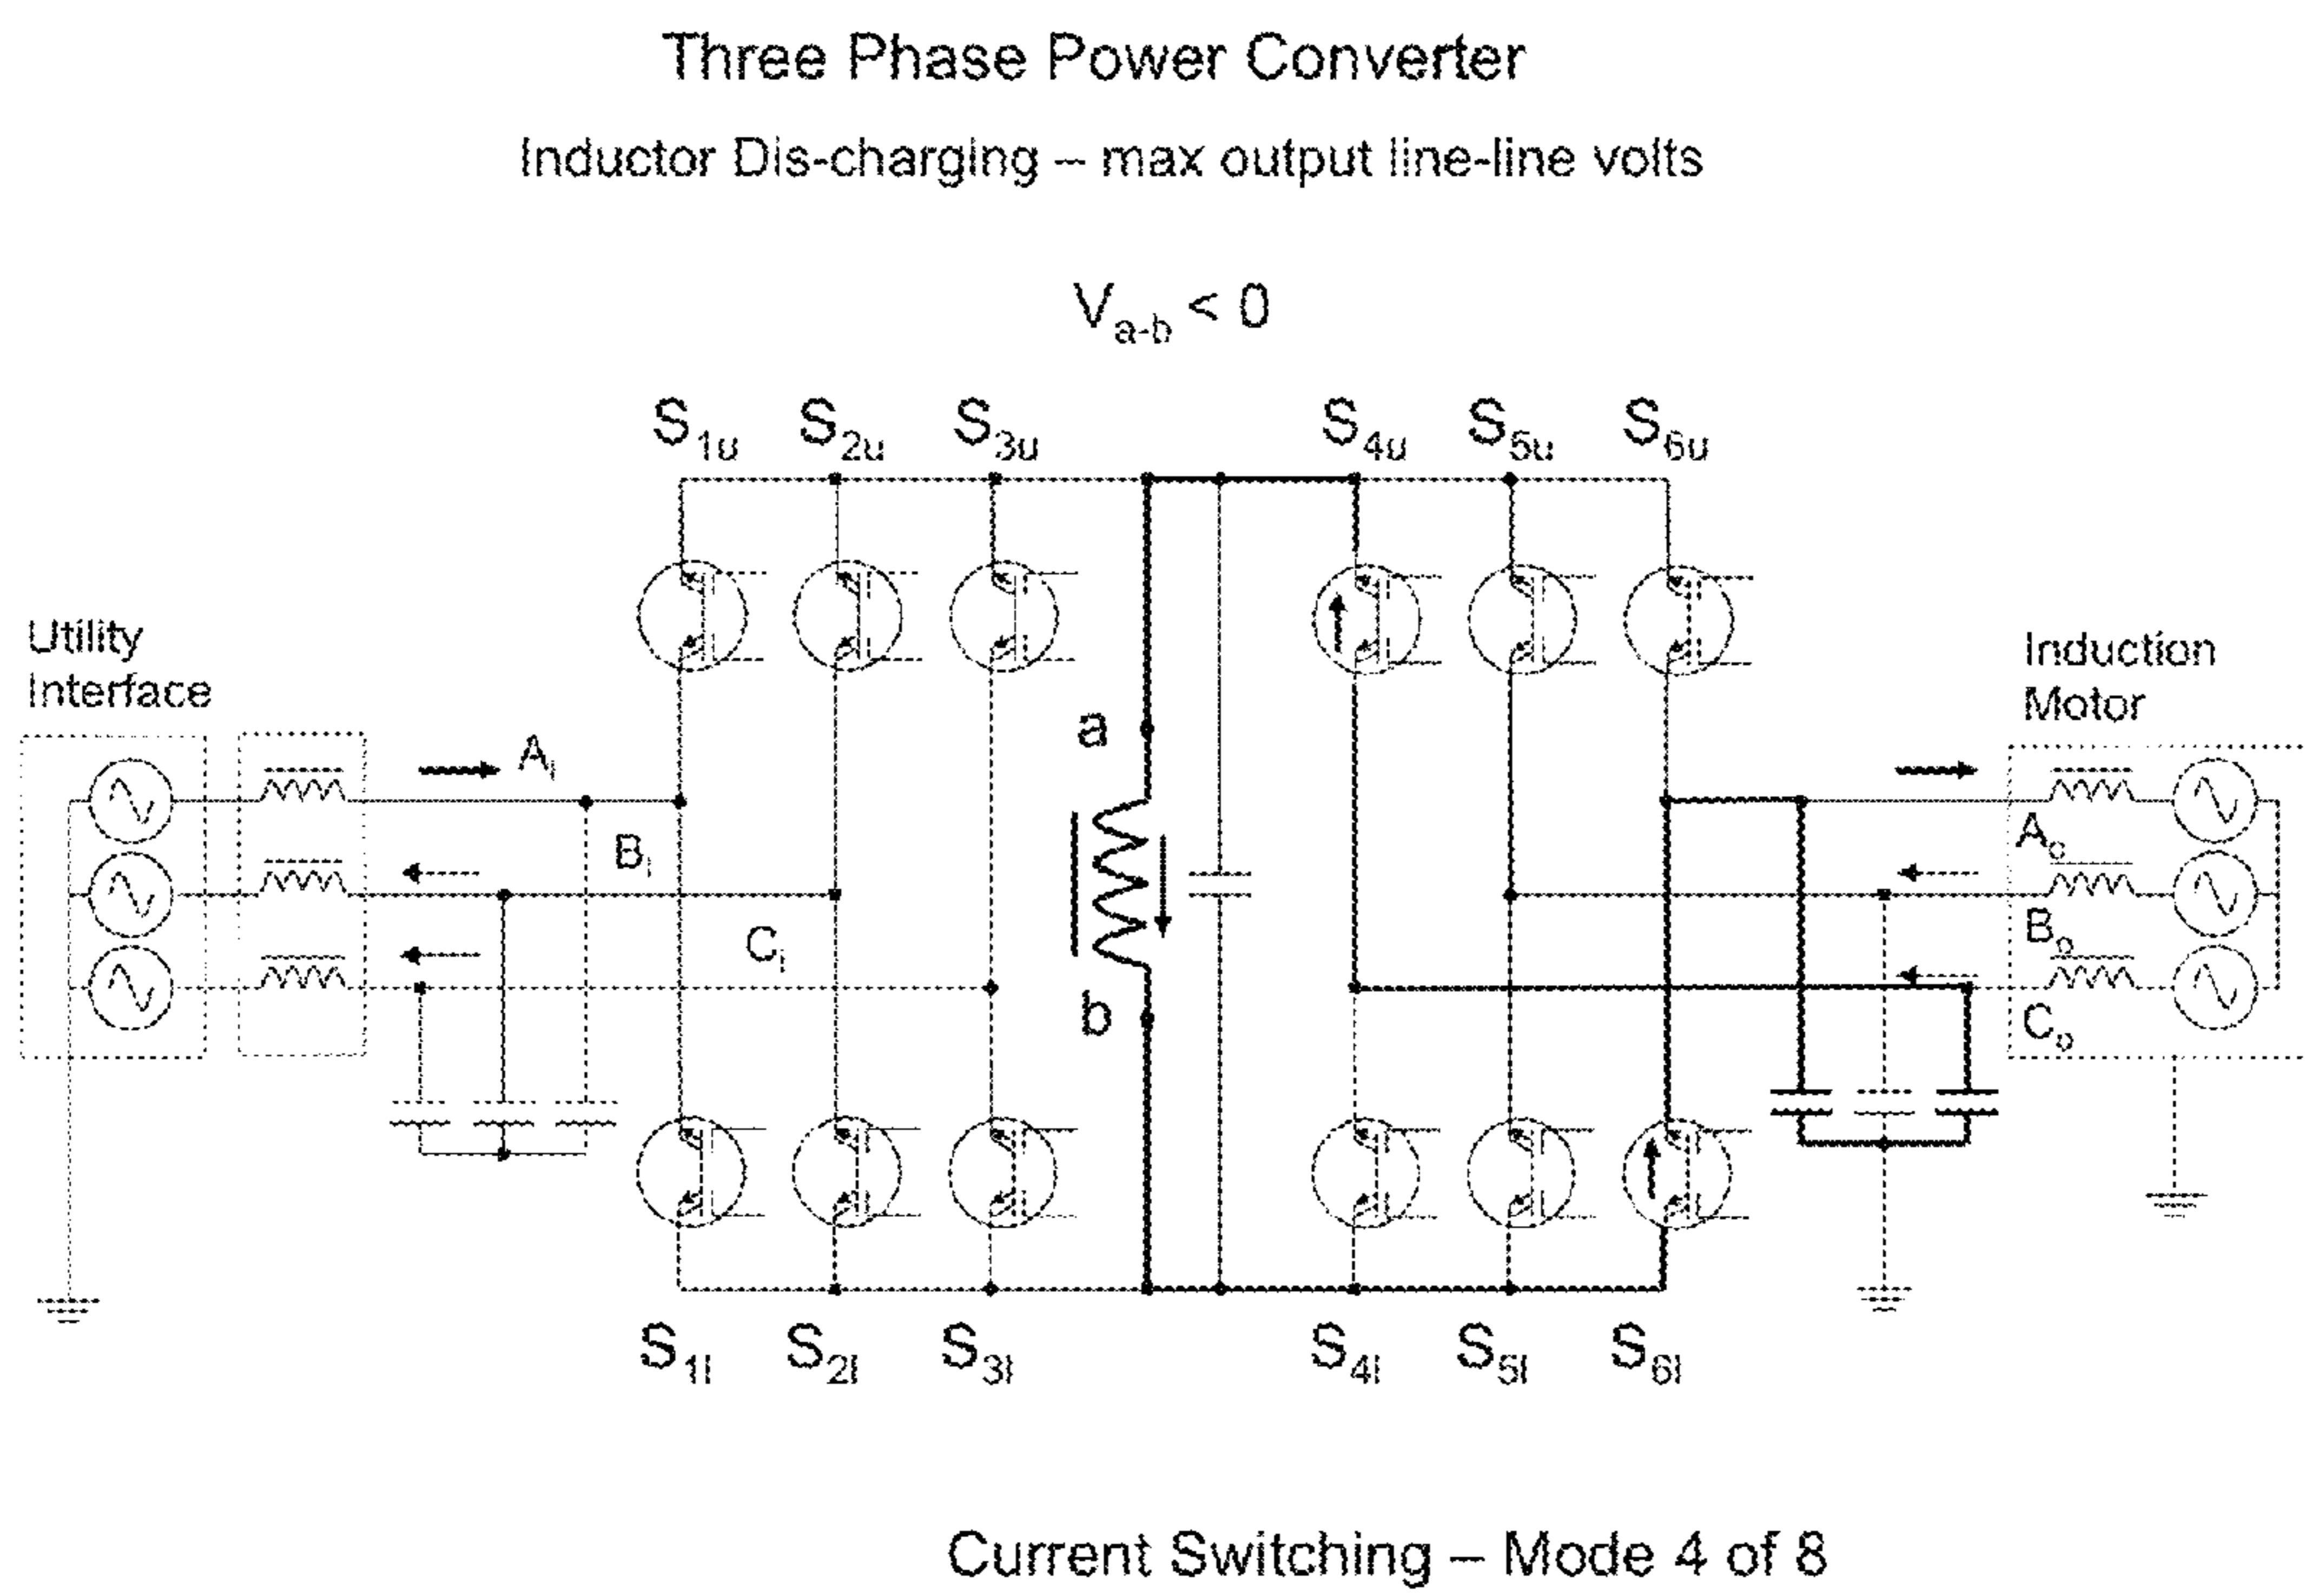 Three Phase Power Converter
Inductor Dis-charging – max output line-line volts
Va-b < 0
S1u S2u S3u S4u S5u S6u
Utility
Interface
Induction
Motor
a
Ai
Bi
Ci
Ao
Bo
Co
b
S1l S2l S3l S4l S5l S6l
Current Switching – Mode 4 of 8